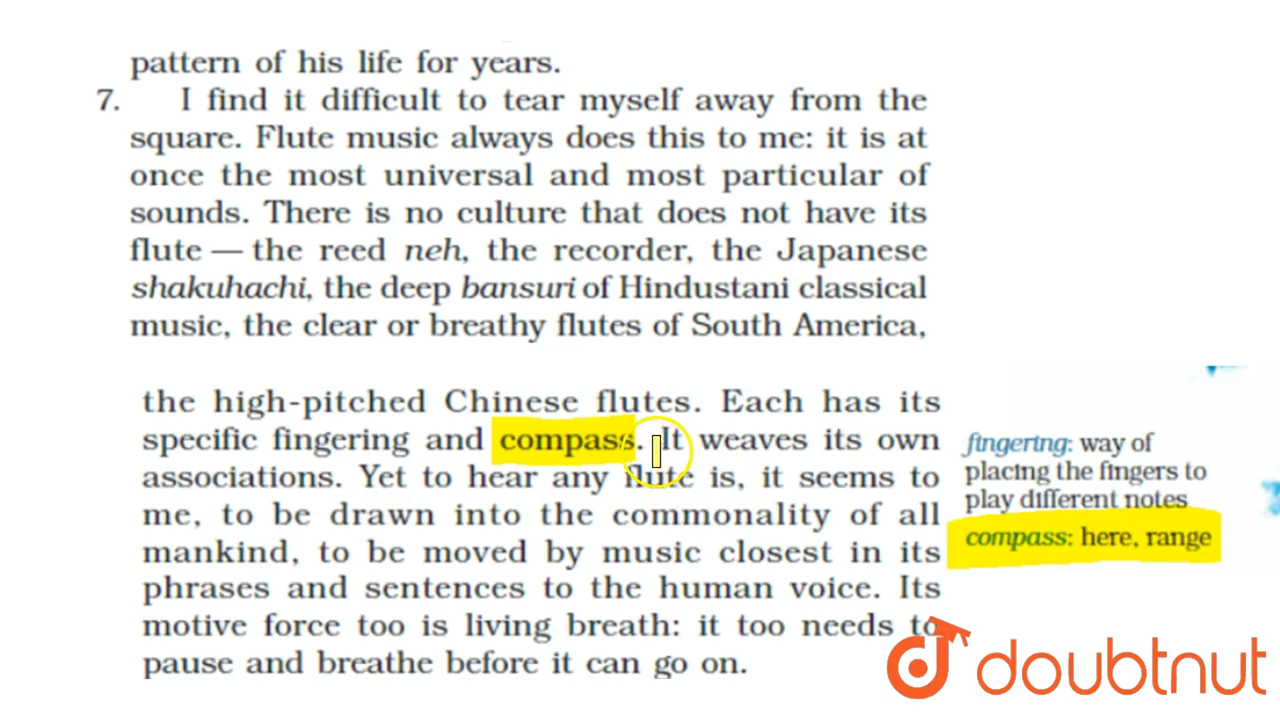 pattern of his life for years.
7. I find it difficult to tear myself away from the
square. Flute music always does this to me: it is at
once the most universal and most particular of
sounds. There is no culture that does not have its
flute — the reed neh, the recorder, the Japanese
shakuhachi, the deep bansuri of Hindustani classical
music, the clear or breathy flutes of South America,
the high-pitched Chinese flutes. Each has its
specific fingering and compass. It weaves its own
associations. Yet to hear any flute is, it seems to
me, to be drawn into the commonality of all
mankind, to be moved by music closest in its
phrases and sentences to the human voice. Its
motive force too is living breath: it too needs to
pause and breathe before it can go on.
fingering: way of
placing the fingers to
play different notes
compass: here, range
doubtnut